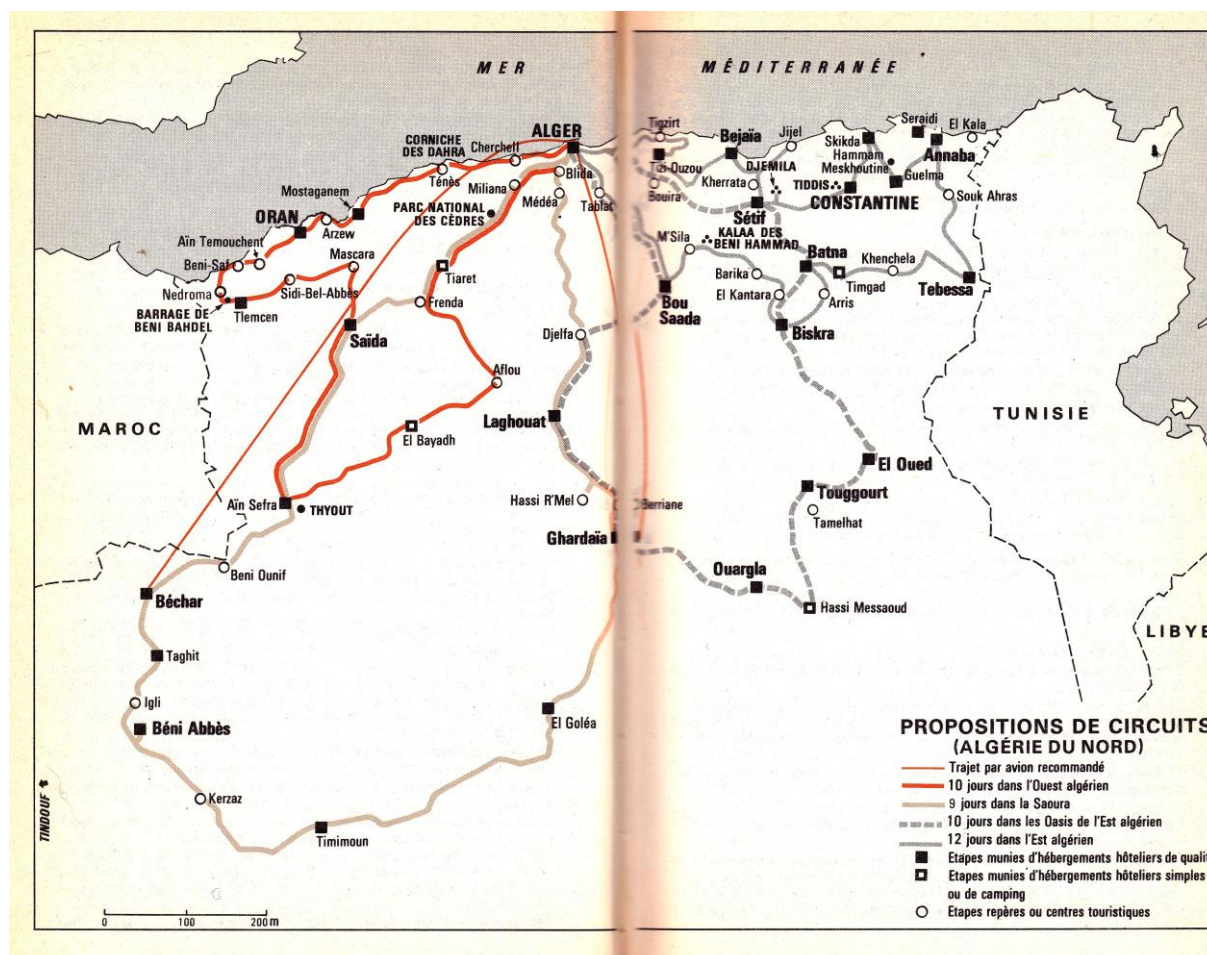 MER MÉDITERRANÉE
ALGER
CORNICHE
DES DAHRA
Cherchell
Ténès
Miliana
Blida
Médéa
Tablat
Mostaganem
PARC NATIONAL
DES CÈDRES
ORAN
Arzew
Aïn Temouchent
Mascara
Beni-Saf
Sidi-Bel-Abbès
Nedroma
Tlemcen
BARRAGE DE
BENI BAHDEL
Tiaret
Frenda
Saïda
Djelfa
Aflou
El Bayadh
Laghouat
MAROC
Hassi R'Mel
Aïn Sefra
THYOUT
Ghardaïa
Beni Ounif
Béchar
Taghit
Igli
Béni Abbès
El Goléa
Kerzaz
Timimoun
TINDOUF
0 100 200m
Tigzirt
Tizi-Ouzou
Bouira
Bejaïa
Jijel
DJEMILA
Kherrata
Sétif
Skikda
Hammam
Meskhoutine
Seraidi
El Kala
Annaba
Guelma
TIDDIS
CONSTANTINE
Souk Ahras
M'Sila
KALAA DES
BENI HAMMAD
Batna
Khenchela
Barika
Timgad
Tebessa
El Kantara
Arris
Bou
Saada
Biskra
TUNISIE
El Oued
Touggourt
Tamelhat
Berriane
Ouargla
Hassi Messaoud
LIBYE
PROPOSITIONS DE CIRCUITS
(ALGÉRIE DU NORD)
Trajet par avion recommandé
10 jours dans l'Ouest algérien
9 jours dans la Saoura
10 jours dans les Oasis de l'Est algérien
12 jours dans l'Est algérien
Etapes munies d'hébergements hôteliers de qualit
Etapes munies d'hébergements hôteliers simples
ou de camping
Etapes repères ou centres touristiques